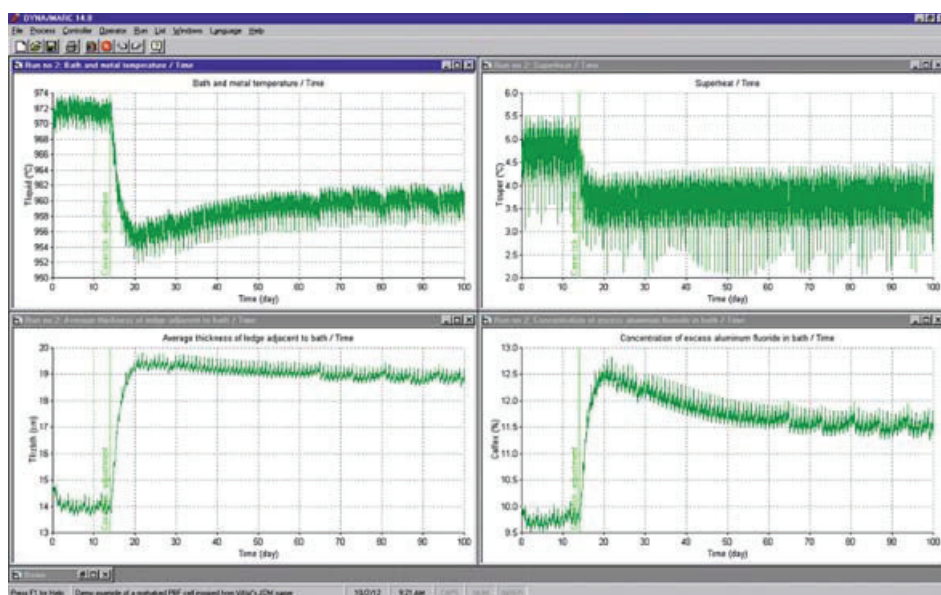 DYNA/MARC 14.0
File Process Controller Operator Run List Windows Language Help
Run no 2: Bath and metal temperature / Time
Bath and metal temperature / Time
974
972
970
968
966
964
962
960
958
956
954
952
950
Tliquid (°C)
0 10 20 30 40 50 60 70 80 90 100
Time (day)
Run no 2: Superheat / Time
Superheat / Time
6.0
5.5
5.0
4.5
4.0
3.5
3.0
2.5
2.0
Tsuper (°C)
0 10 20 30 40 50 60 70 80 90 100
Time (day)
Run no 2: Average thickness of ledge adjacent to bath / Time
Average thickness of ledge adjacent to bath / Time
20
19
18
17
16
15
14
13
(cm)
0 10 20 30 40 50 60 70 80 90 100
Time (day)
Run no 2: Concentration of excess aluminum fluoride in bath / Time
Concentration of excess aluminum fluoride in bath / Time
13.0
12.5
12.0
11.5
11.0
10.5
10.0
9.5
(%)
0 10 20 30 40 50 60 70 80 90 100
Time (day)
Press F1 for Help
10/2/12
9:21 AM